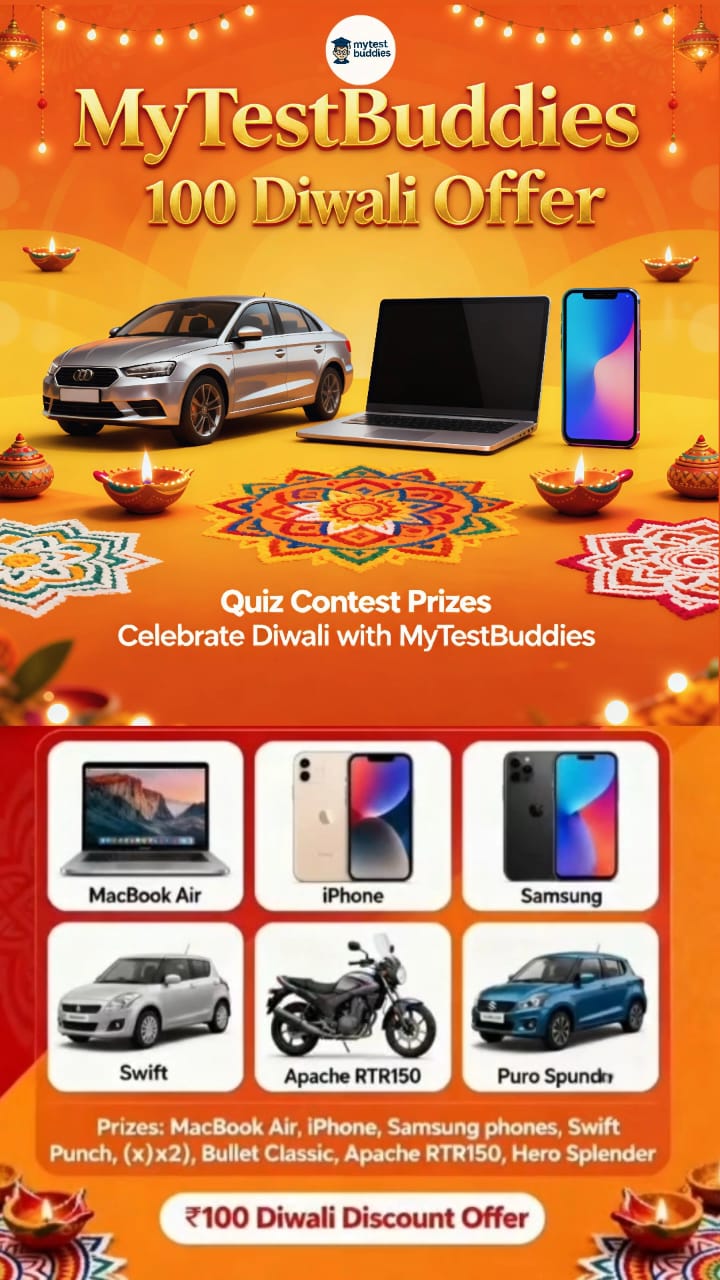 mytest
buddies
MyTestBuddies
100 Diwali Offer
Quiz Contest Prizes
Celebrate Diwali with MyTestBuddies
MacBook Air
iPhone
Samsung
Swift
Apache RTR150
Puro
Prizes: MacBook Air, iPhone, Samsung phones, Swift
Punch, (x)x2), Bullet Classic, Apache RTR150, Hero Splender
₹100 Diwali Discount Offer